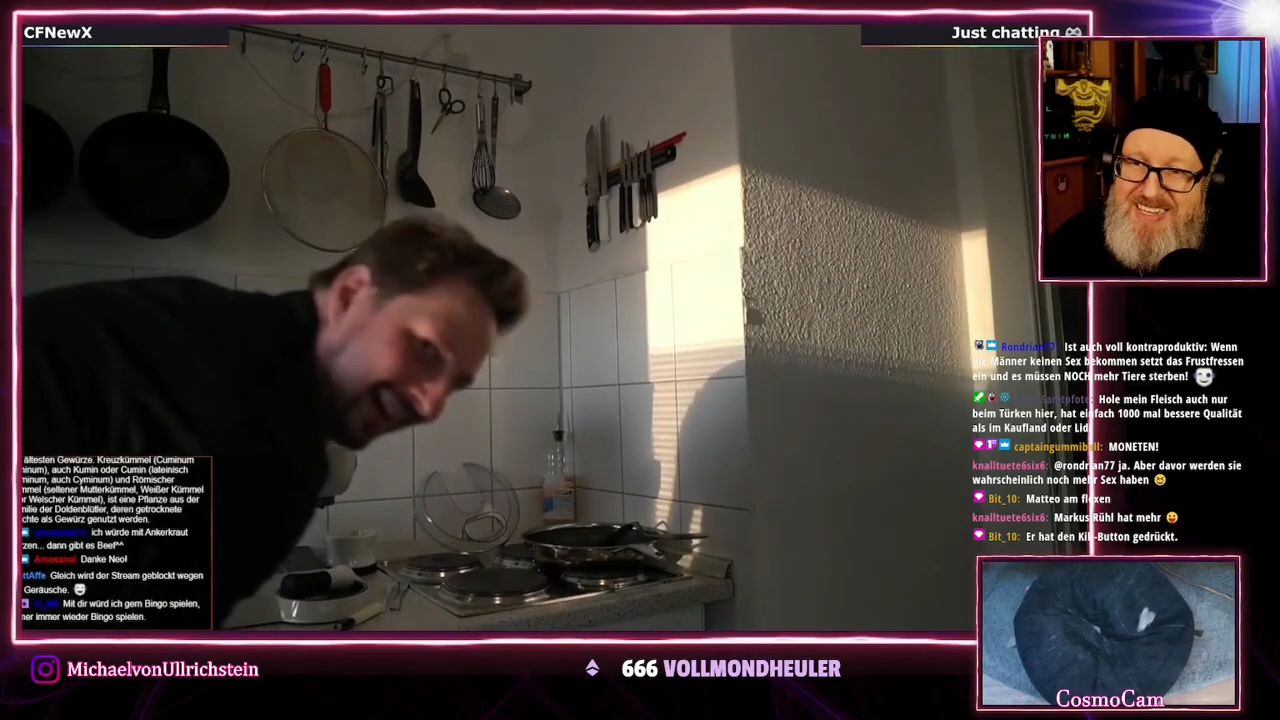 CFNewX
Just chatting
Ist auch voll kontraproduktiv: Wenn
Männer keinen Sex bekommen setzt das Frustfressen
ein und es müssen NOCH mehr Tiere sterben!
Hole mein Fleisch auch nur
beim Türken hier, hat einfach 1000 mal bessere Qualität
als im Kaufland oder Lidl
captaingummiball: MONETEN!
knalltuete6six6: @rondrian77 ja. Aber davor werden sie
wahrscheinlich noch mehr Sex haben
Bit_10: Matteo am flexen
knalltuete6six6: Markus Rühl hat mehr
Bit_10: Er hat den Kill-Button gedrückt.
ältesten Gewürze. Kreuzkümmel (Cuminum
auch Kumin oder Cumin (lateinisch
auch Cyminum) und Römischer
(seltener Mutterkümmel, Weißer Kümmel
Welscher Kümmel), ist eine Pflanze aus der
der Doldenblütler, deren getrocknete
als Gewürz genutzt werden.
ich würde mit Ankerkraut
dann gibt es Beef^^
Danke Neo!
Gleich wird der Stream geblockt wegen
Geräusche.
Mit dir würd ich gern Bingo spielen,
immer wieder Bingo spielen.
MichaelvonUllrichstein
666 VOLLMONDHEULER
CosmoCam